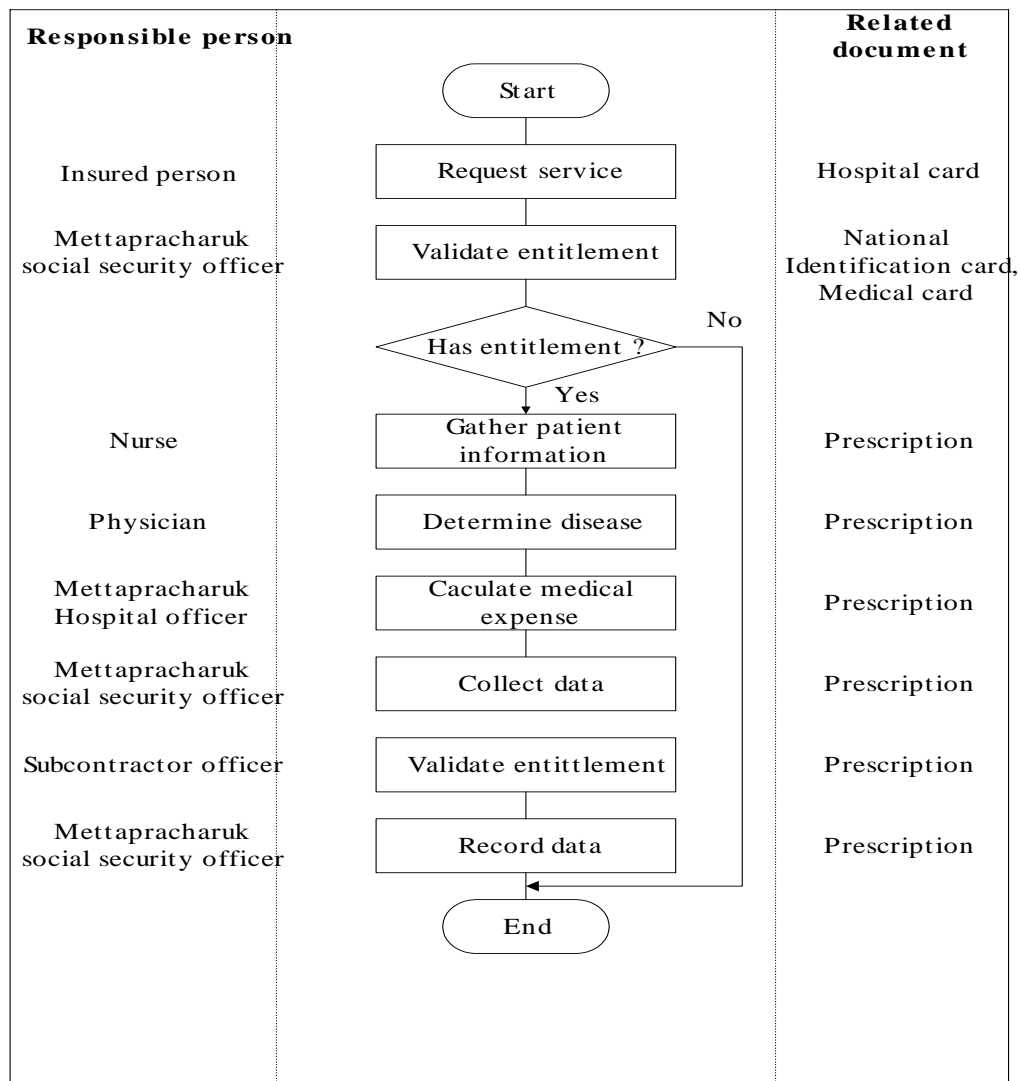 Responsible person
Related
document
Start
Insured person
Request service
Hospital card
Mettapracharuk
social security officer
Validate entitlement
National
Identification card,
Medical card
Has entitlement ?
No
Yes
Nurse
Gather patient
information
Prescription
Physician
Determine disease
Prescription
Mettapracharuk
Hospital officer
Caculate medical
expense
Prescription
Mettapracharuk
social security officer
Collect data
Prescription
Subcontractor officer
Validate entittlement
Prescription
Mettapracharuk
social security officer
Record data
Prescription
End